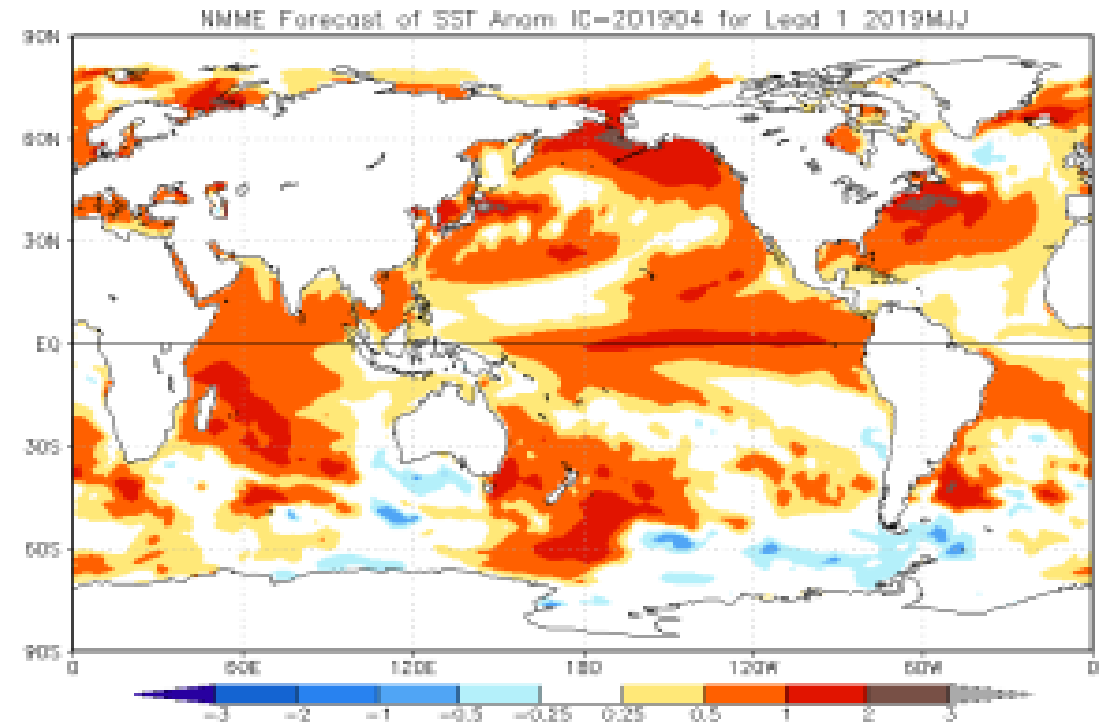 NMME Forecast of SST Anom IC-201904 for Lead 1 2019MJJ
90N
60N
30N
EQ
30S
60S
90S
0 60E 120E 180 120W 60W 0
-3 -2 -1 -0.5 -0.25 0.25 0.5 1 2 3